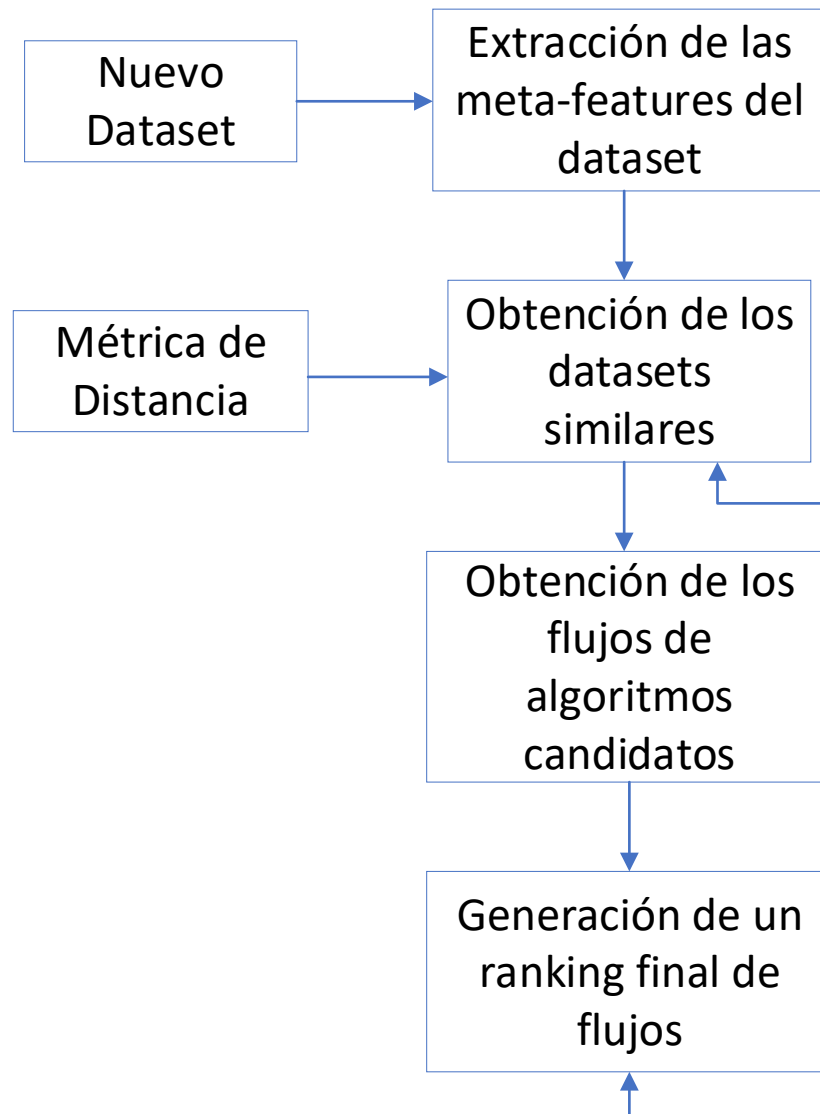 Nuevo
Dataset
Extracción de las
meta-features del
dataset
Métrica de
Distancia
Obtención de los
datasets
similares
Obtención de los
flujos de
algoritmos
candidatos
Generación de un
ranking final de
flujos